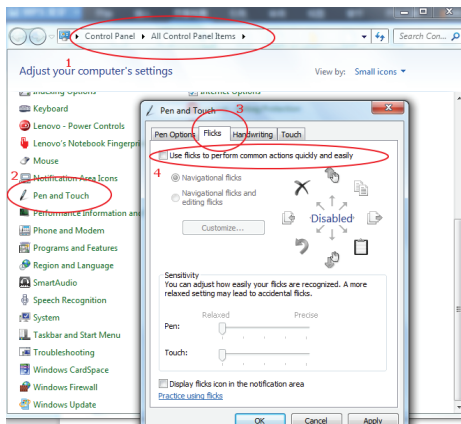 Control Panel ▸ All Control Panel Items ▸
Search Con...
1
Adjust your computer's settings
View by: Small icons
Indexing Options
Internet Options
Keyboard
Lenovo - Power Controls
Lenovo's Notebook Fingerpri
Mouse
Notification Area Icons
2
Pen and Touch
Performance Information and
Phone and Modem
Programs and Features
Region and Language
SmartAudio
Speech Recognition
System
Taskbar and Start Menu
Troubleshooting
Windows CardSpace
Windows Firewall
Windows Update
Pen and Touch
3
Pen Options
Flicks
Handwriting
Touch
Use flicks to perform common actions quickly and easily
4
Navigational flicks
Navigational flicks and
editing flicks
Customize...
Disabled
Sensitivity
You can adjust how easily your flicks are recognized. A more
relaxed setting may lead to accidental flicks.
Relaxed
Precise
Pen:
Touch:
Display flicks icon in the notification area
Practice using flicks
OK
Cancel
Apply